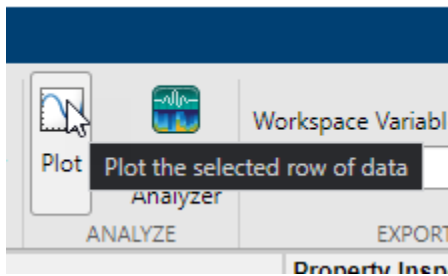 Workspace Variabl
Plot
Plot the selected row of data
Analyzer
ANALYZE
EXPORT
Property Insp